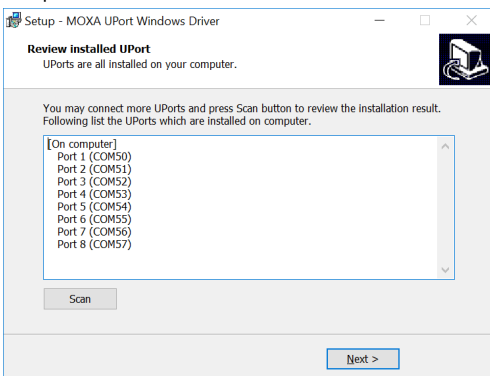 Setup - MOXA UPort Windows Driver
Review installed UPort
UPorts are all installed on your computer.
You may connect more UPorts and press Scan button to review the installation result.
Following list the UPorts which are installed on computer.
[On computer]
Port 1 (COM50)
Port 2 (COM51)
Port 3 (COM52)
Port 4 (COM53)
Port 5 (COM54)
Port 6 (COM55)
Port 7 (COM56)
Port 8 (COM57)
Scan
Next >